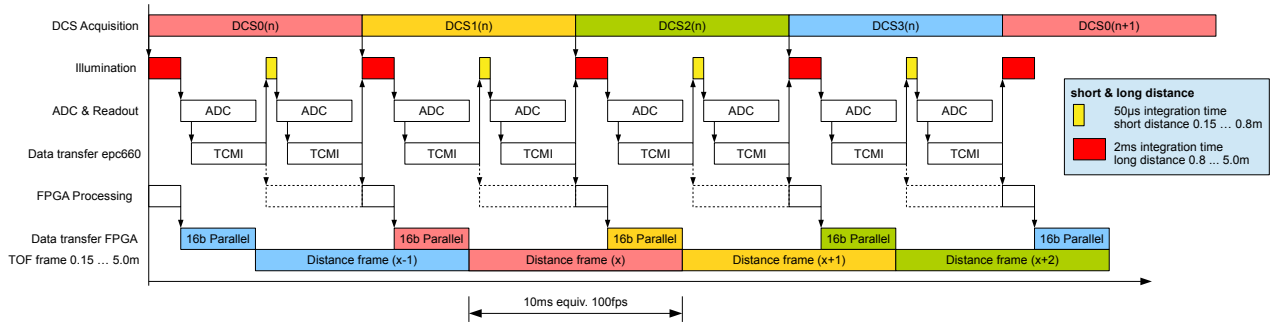 DCS Acquisition DCS0(n) DCS1(n) DCS2(n) DCS3(n) DCS0(n+1)
Illumination
short & long distance
50µs integration time
short distance 0.15 ... 0.8m
2ms integration time
long distance 0.8 ... 5.0m
ADC & Readout ADC ADC ADC ADC ADC ADC ADC ADC
Data transfer epc660 TCMI TCMI TCMI TCMI TCMI TCMI TCMI TCMI
FPGA Processing
Data transfer FPGA 16b Parallel 16b Parallel 16b Parallel 16b Parallel 16b Parallel
TOF frame 0.15 ... 5.0m Distance frame (x-1) Distance frame (x) Distance frame (x+1) Distance frame (x+2)
10ms equiv. 100fps